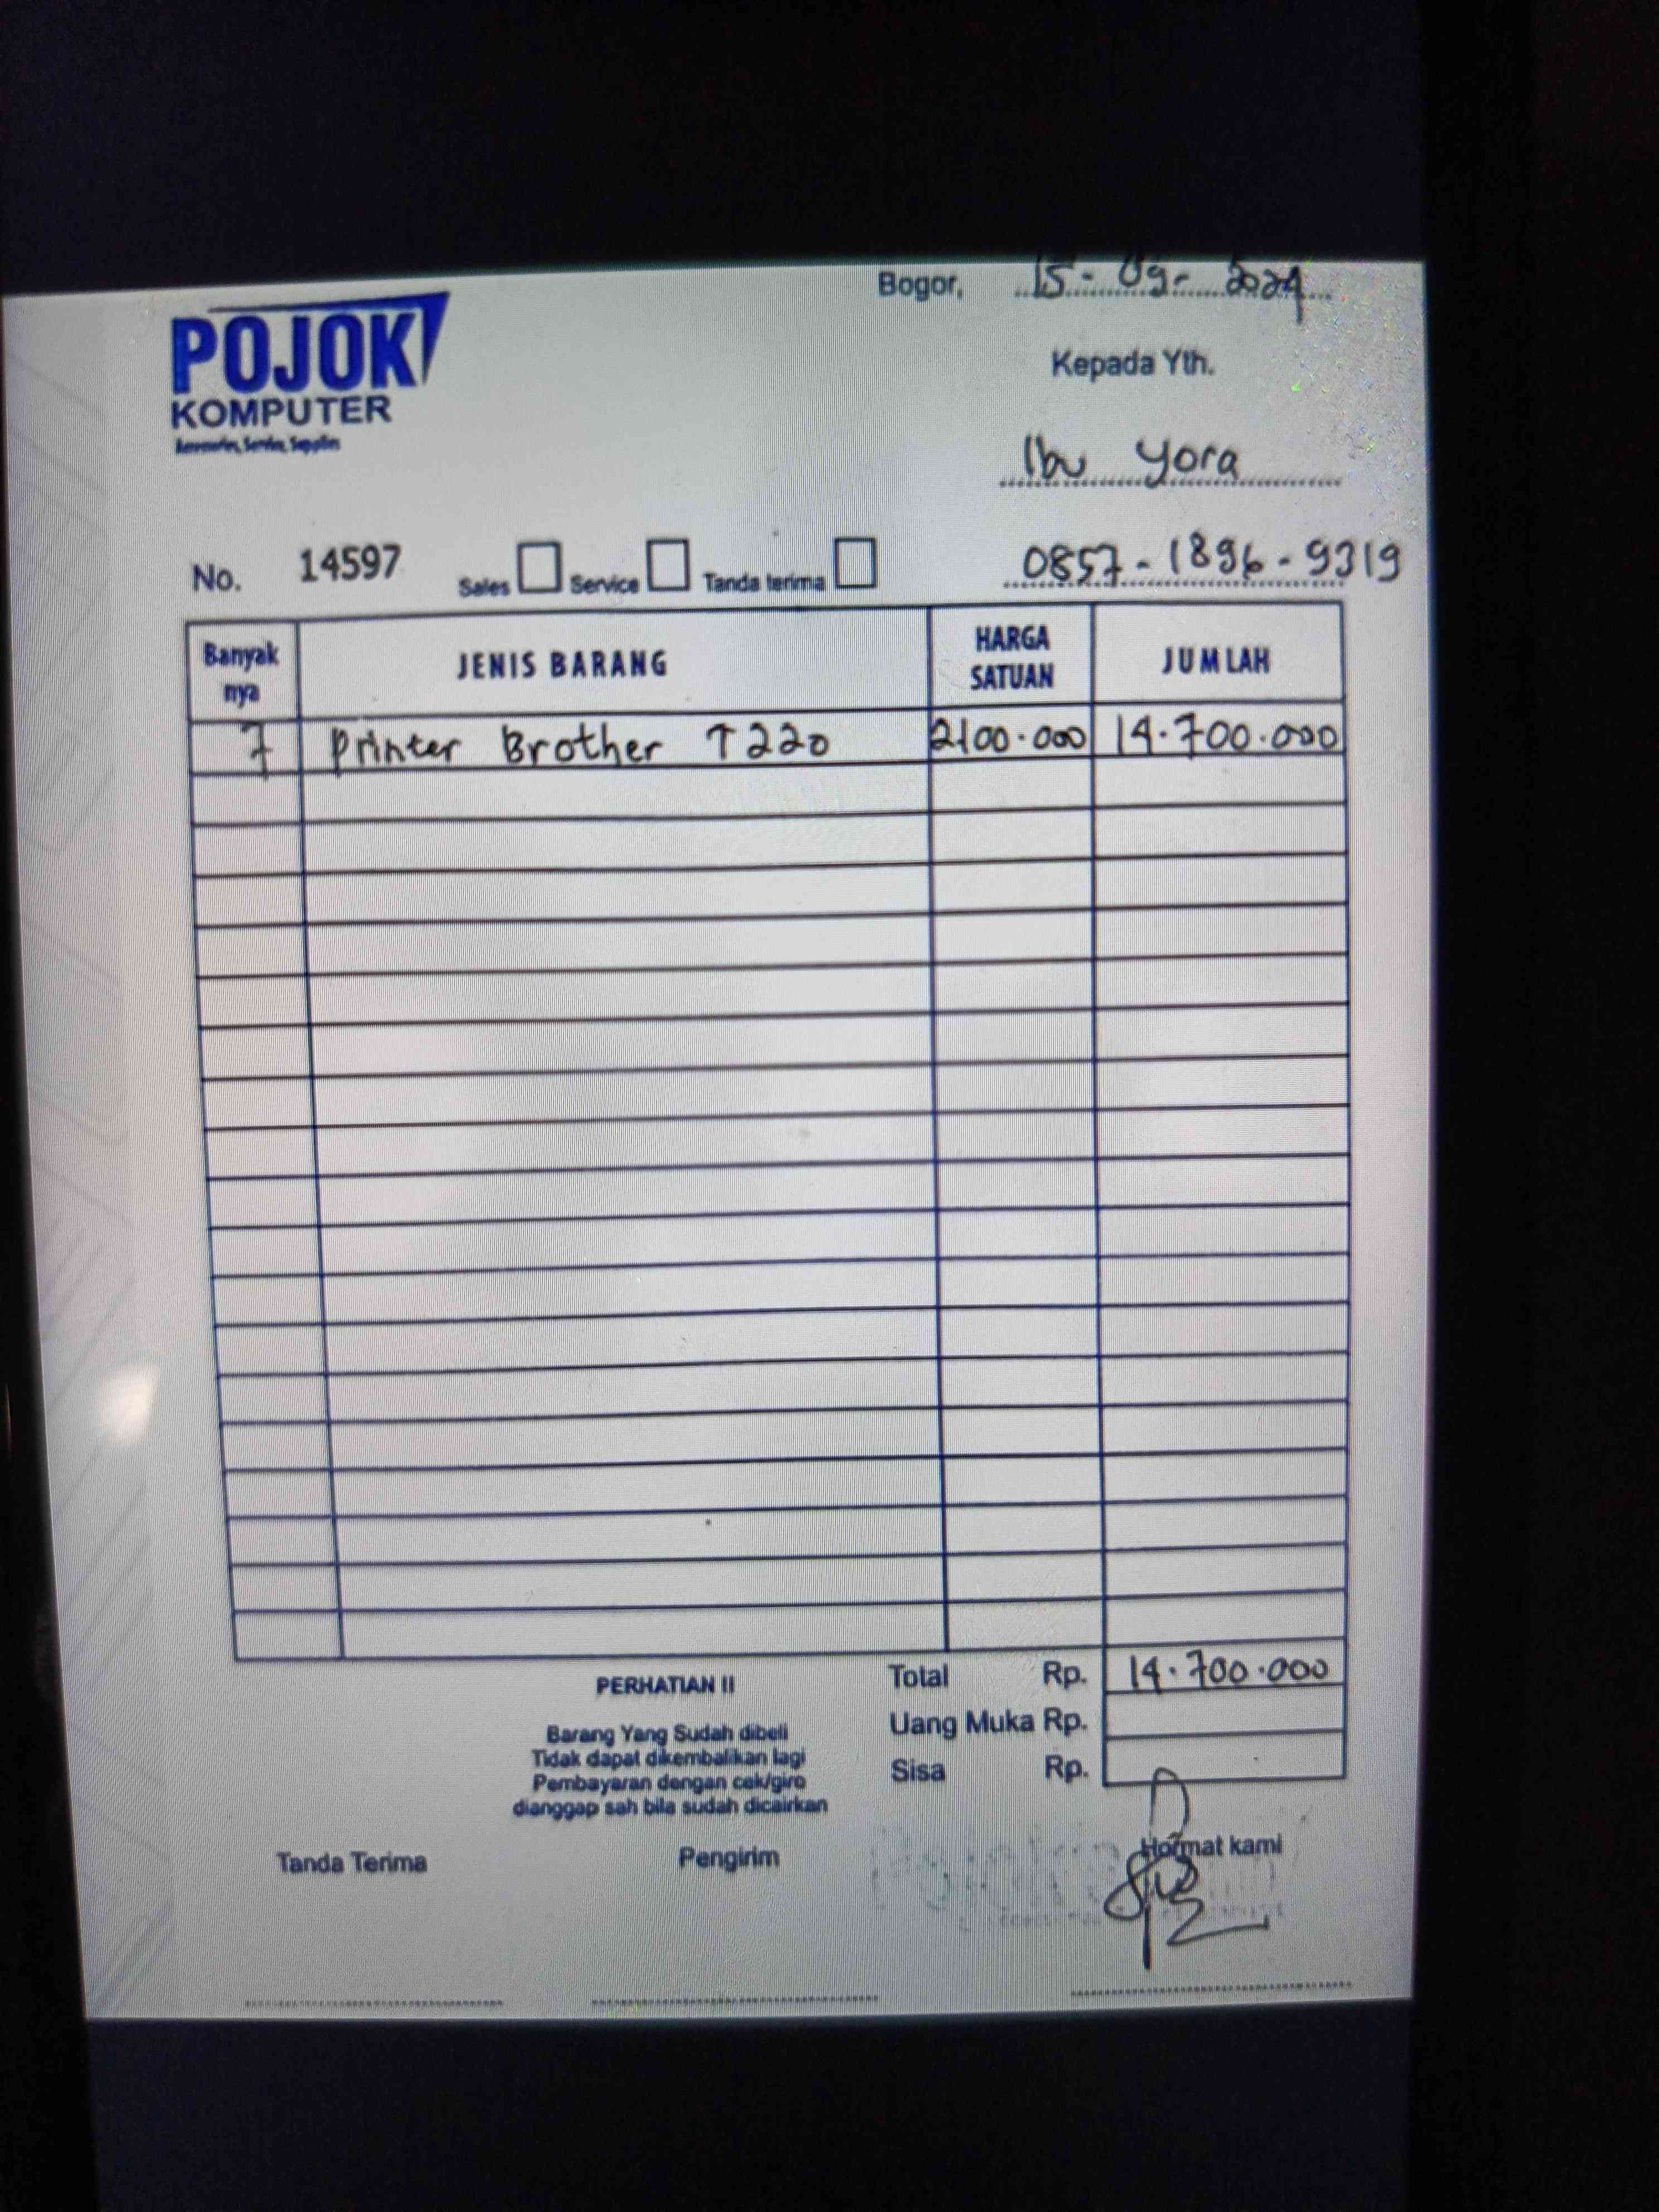 Bogor, 15-09-2024
POJOK
KOMPUTER
Kepada Yth.
Ibu Yora
No. 14597 Sales Service Tanda terima
0857-1896-9319
Banyak nya JENIS BARANG HARGA SATUAN JUMLAH
7 Printer Brother T220 2100.000 14.700.000
Total Rp. 14.700.000
Uang Muka Rp.
Sisa Rp.
PERHATIAN !!
Barang Yang Sudah dibeli
Tidak dapat dikembalikan lagi
Pembayaran dengan cek/giro
dianggap sah bila sudah dicairkan
Tanda Terima Pengirim Hormat kami